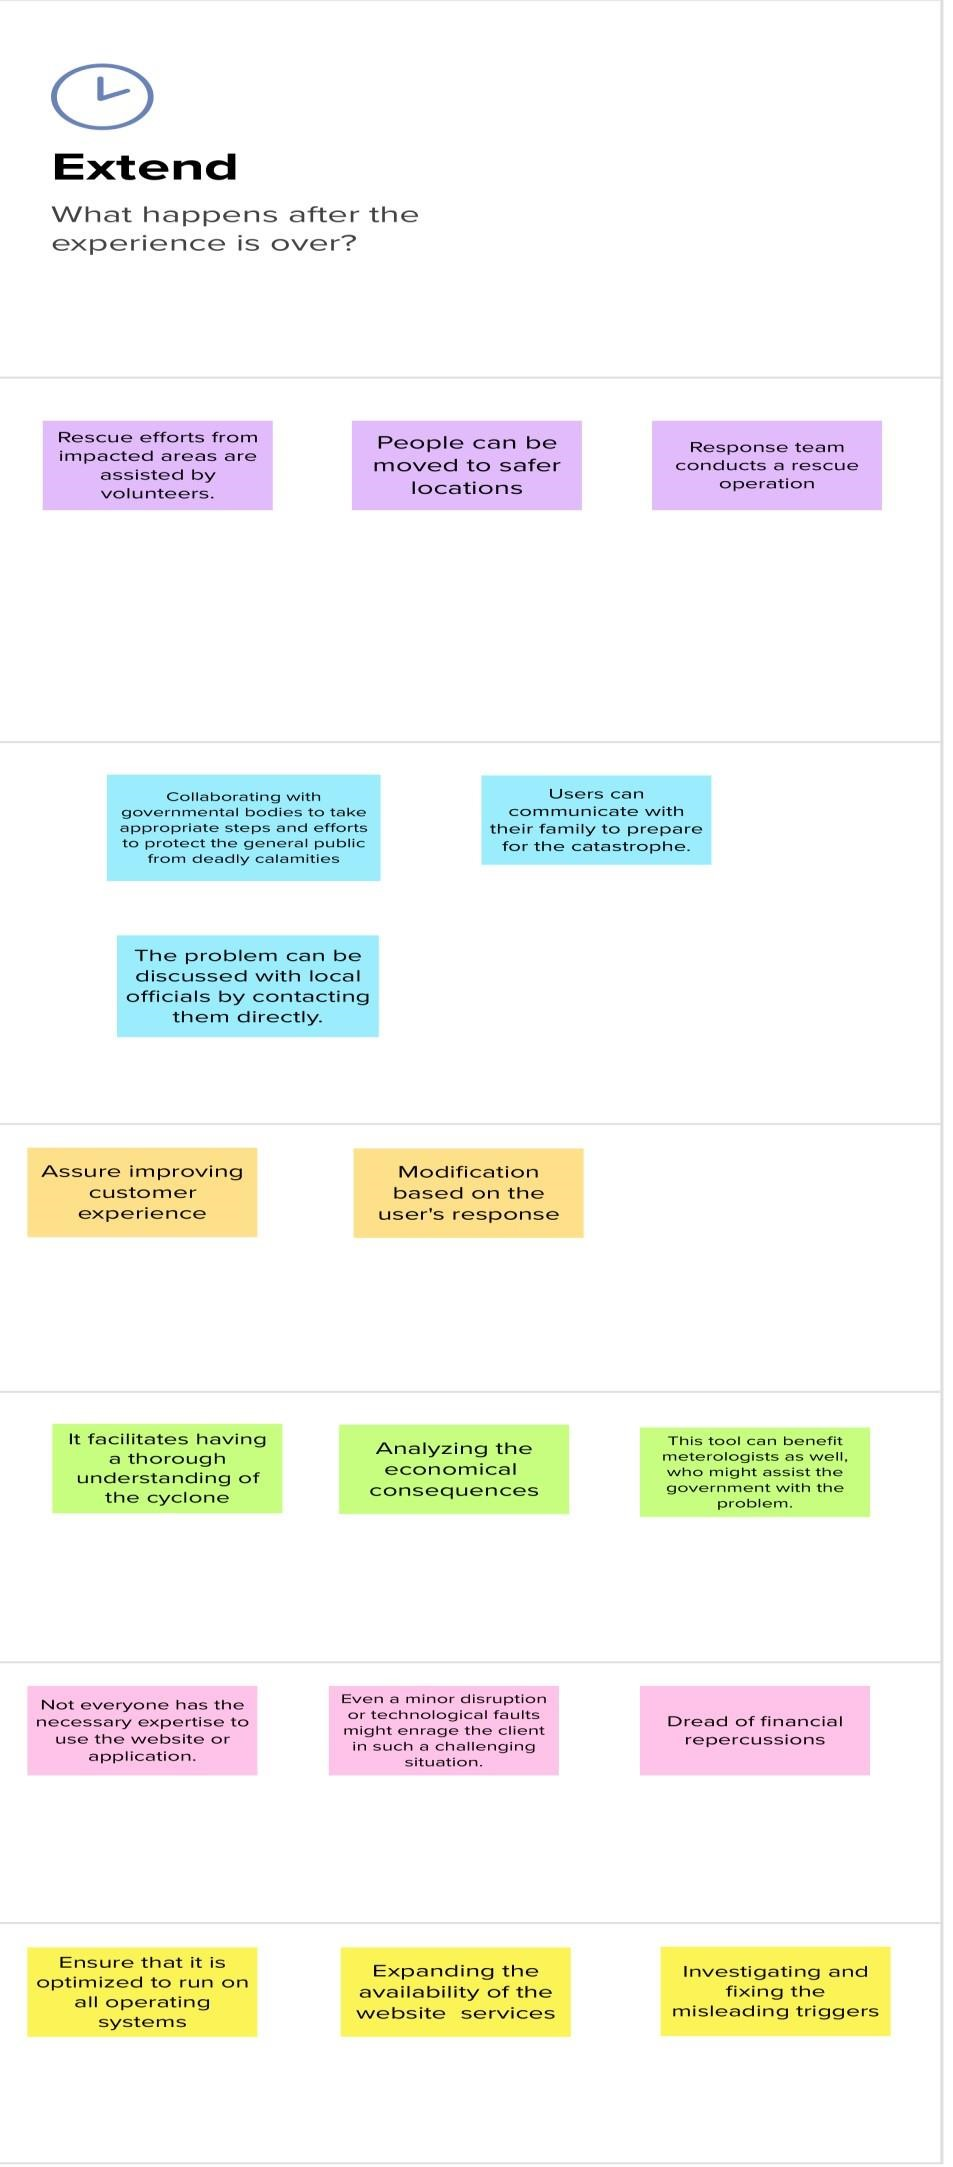 Extend
What happens after the
experience is over?
Rescue efforts from
impacted areas are
assisted by
volunteers.
People can be
moved to safer
locations
Response team
conducts a rescue
operation
Collaborating with
governmental bodies to take
appropriate steps and efforts
to protect the general public
from deadly calamities
Users can
communicate with
their family to prepare
for the catastrophe.
The problem can be
discussed with local
officials by contacting
them directly.
Assure improving
customer
experience
Modification
based on the
user's response
It facilitates having
a thorough
understanding of
the cyclone
Analyzing the
economical
consequences
This tool can benefit
meterologists as well,
who might assist the
government with the
problem.
Not everyone has the
necessary expertise to
use the website or
application.
Even a minor disruption
or technological faults
might enrage the client
in such a challenging
situation.
Dread of financial
repercussions
Ensure that it is
optimized to run on
all operating
systems
Expanding the
availability of the
website services
Investigating and
fixing the
misleading triggers